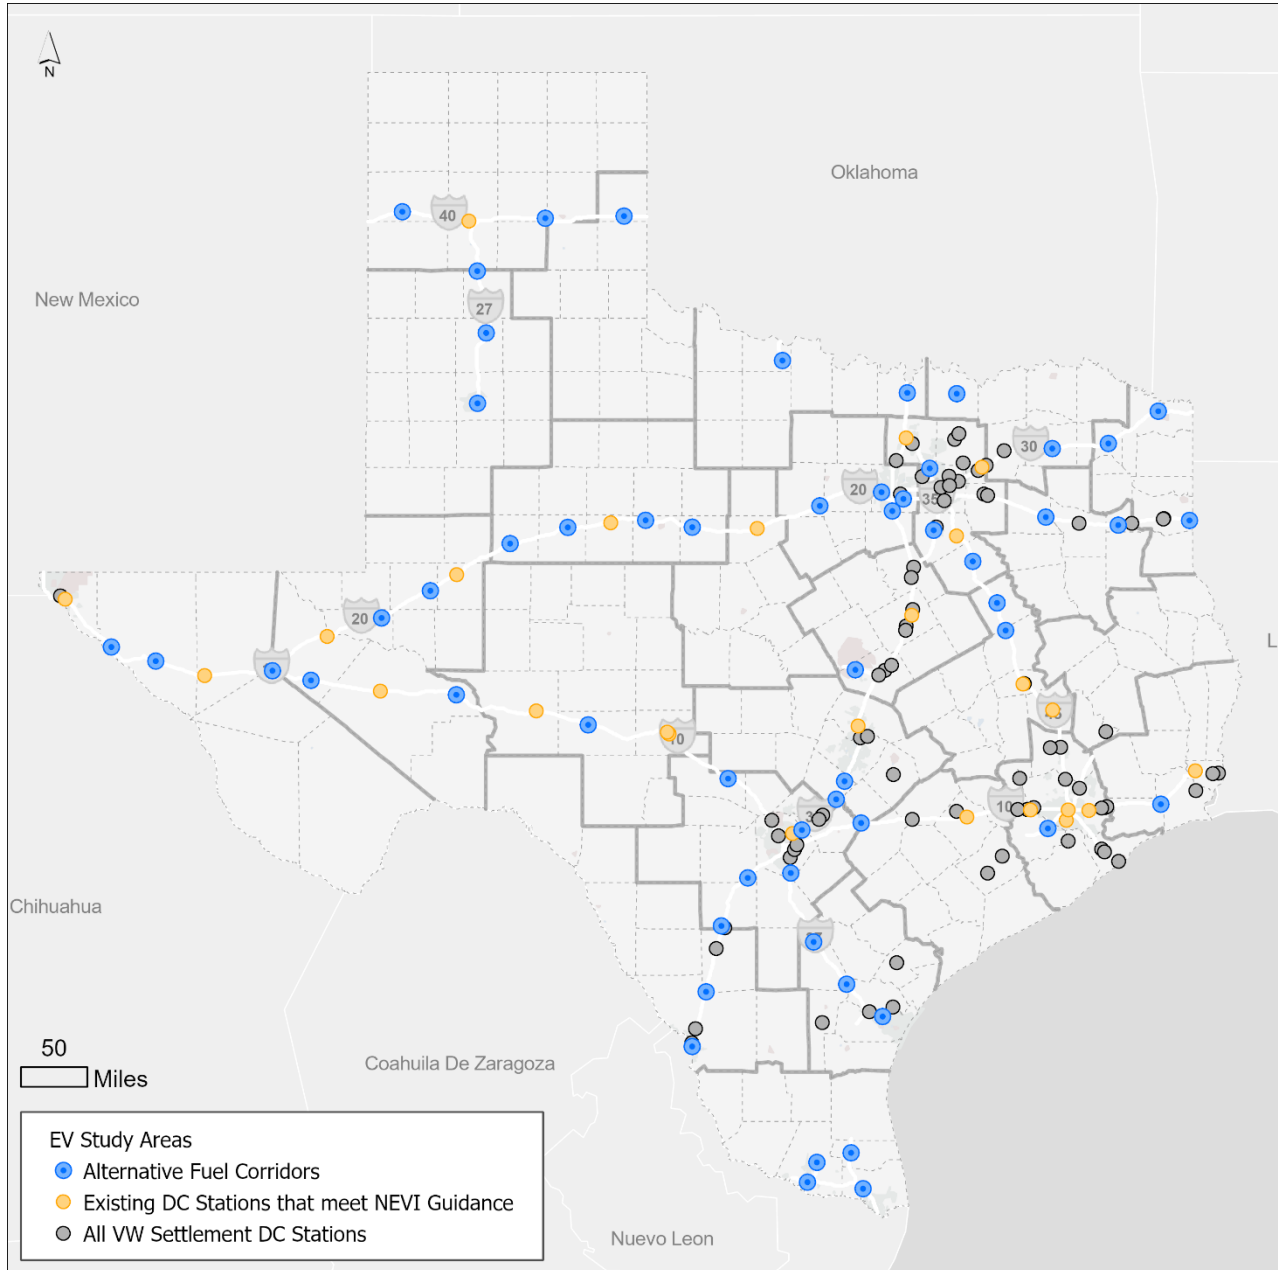 N
Oklahoma
40
New Mexico
27
30
20
35
20
L
10
10
3
Chihuahua
50
Miles
Coahuila De Zaragoza
EV Study Areas
Alternative Fuel Corridors
Existing DC Stations that meet NEVI Guidance
All VW Settlement DC Stations
Nuevo Leon